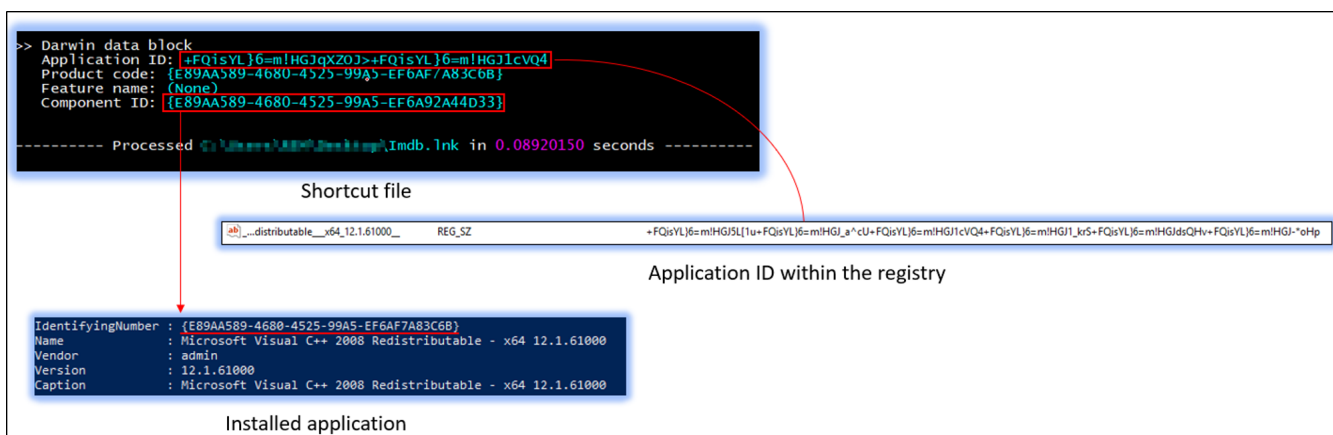 >> Darwin data block
Application ID: +FQisYL}6=m!HGJqXZOJ>+FQisYL}6=m!HGJ1cVQ4
Product code: {E89AA589-4680-4525-99A5-EF6AF7A83C6B}
Feature name: (None)
Component ID: {E89AA589-4680-4525-99A5-EF6A92A44D33}
---------- Processed \Imdb.lnk in 0.08920150 seconds ----------
Shortcut file
ab _...distributable__x64_12.1.61000__ REG_SZ +FQisYL}6=m!HGJ5L[1u+FQisYL}6=m!HGJ_a^cU+FQisYL}6=m!HGJ1cVQ4+FQisYL}6=m!HGJ1_krS+FQisYL}6=m!HGJdsQHv+FQisYL}6=m!HGJ-*oHp
Application ID within the registry
IdentifyingNumber : {E89AA589-4680-4525-99A5-EF6AF7A83C6B}
Name : Microsoft Visual C++ 2008 Redistributable - x64 12.1.61000
Vendor : admin
Version : 12.1.61000
Caption : Microsoft Visual C++ 2008 Redistributable - x64 12.1.61000
Installed application